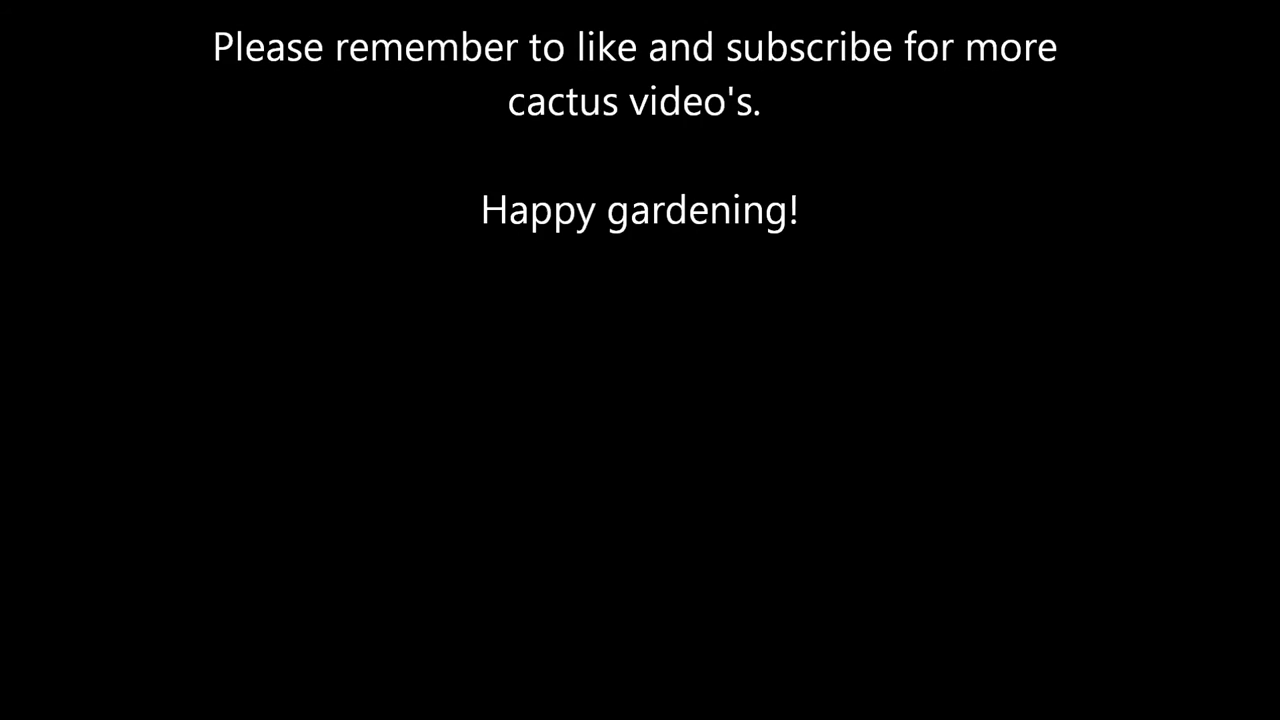 Please remember to like and subscribe for more
cactus video's.
Happy gardening!